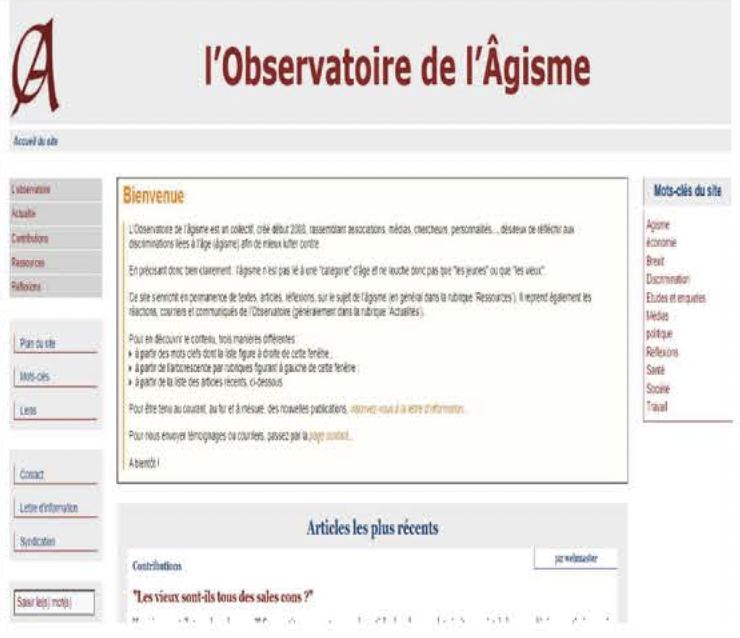 l'Observatoire de l'Âgisme
Accueil du site
L'observatoire
Actualité
Contributions
Ressources
Réflexions
Plan du site
Mots-clés
Liens
Contact
Lettre d'information
Syndication
Saisir le(s) mot(s)
Bienvenue
L'Observatoire de l'âgisme est un collectif, créé début 2008, rassemblant associations, médias, chercheurs, personnalités..., désireux de réfléchir aux
discriminations liées à l'âge (âgisme) afin de mieux lutter contre.
En précisant donc bien clairement : l'âgisme n'est pas lié à une "catégorie" d'âge et ne touche donc pas que "les jeunes" ou que "les vieux".
Ce site s'enrichit en permanence de textes, articles, réflexions, sur le sujet de l'âgisme (en général dans la rubrique 'Ressources'). Il reprend également les
réactions, courriers et communiqués de l'Observatoire (généralement dans la rubrique 'Actualités').
Pour en découvrir le contenu, trois manières différentes :
à partir des mots clefs dont la liste figure à droite de cette fenêtre ;
à partir de l'arborescence par rubriques figurant à gauche de cette fenêtre ;
à partir de la liste des articles récents, ci-dessous.
Pour être tenu au courant, au fur et à mesure, des nouvelles publications, inscrivez-vous à la lettre d'information.
Pour nous envoyer témoignages ou courriers, passez par la page contact.
A bientôt !
Articles les plus récents
par webmaster
Contributions
"Les vieux sont-ils tous des sales cons ?"
Mots-clés du site
Agisme
économie
Brexit
Discrimination
Etudes et enquetes
Médias
politique
Réflexions
Santé
Société
Travail